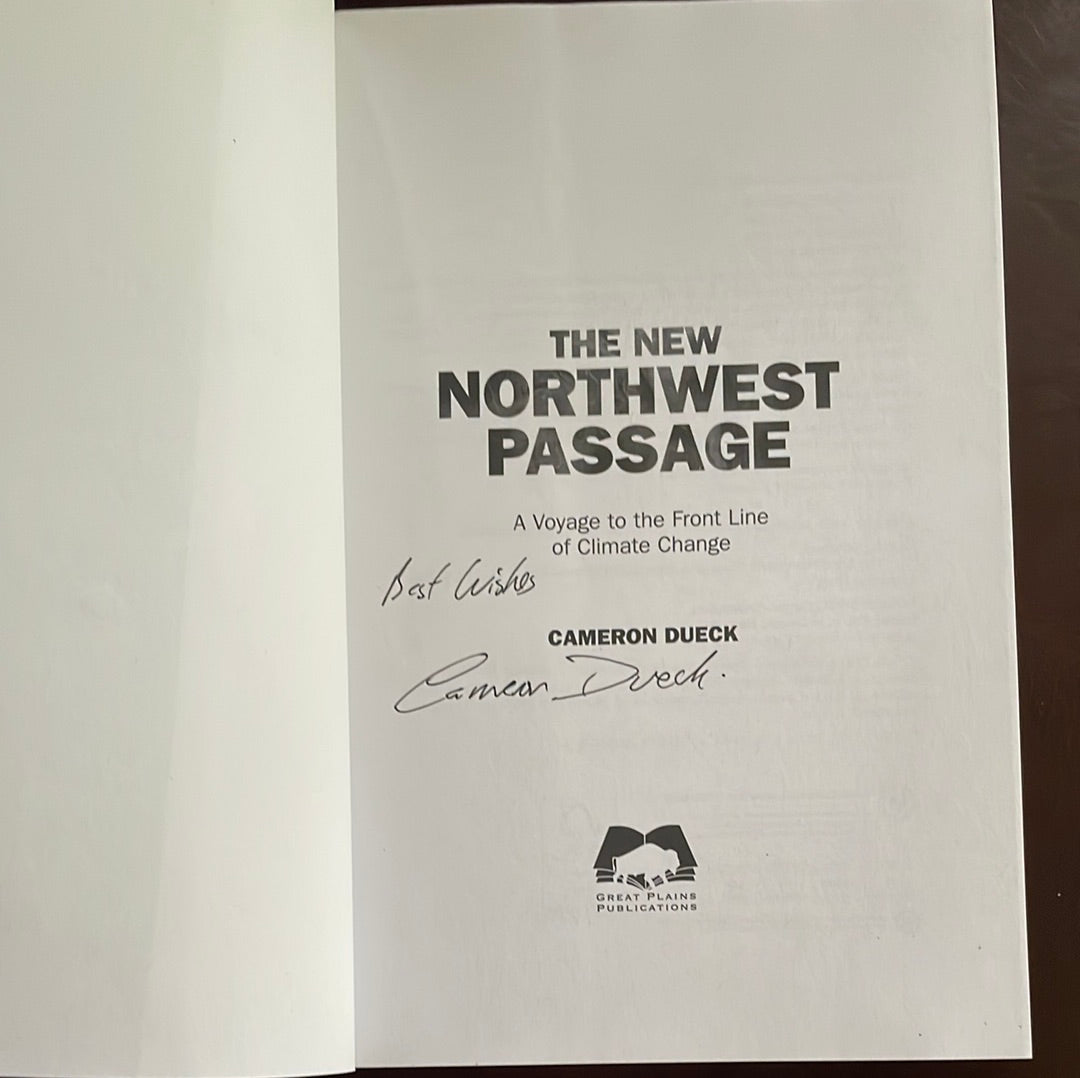 THE NEW
NORTHWEST
PASSAGE
A Voyage to the Front Line
of Climate Change
Best Wishes
CAMERON DUECK
Cameron Dueck.
GREAT PLAINS
PUBLICATIONS